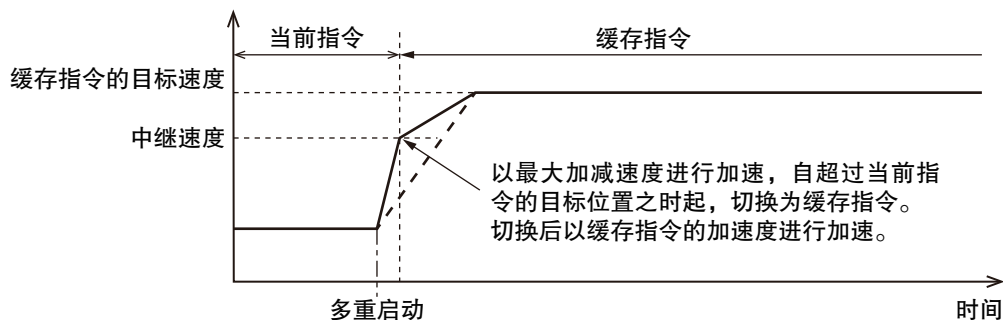 当前指令
缓存指令
缓存指令的目标速度
中继速度
以最大加减速度进行加速，自超过当前指
令的目标位置之时起，切换为缓存指令。
切换后以缓存指令的加速度进行加速。
多重启动
时间